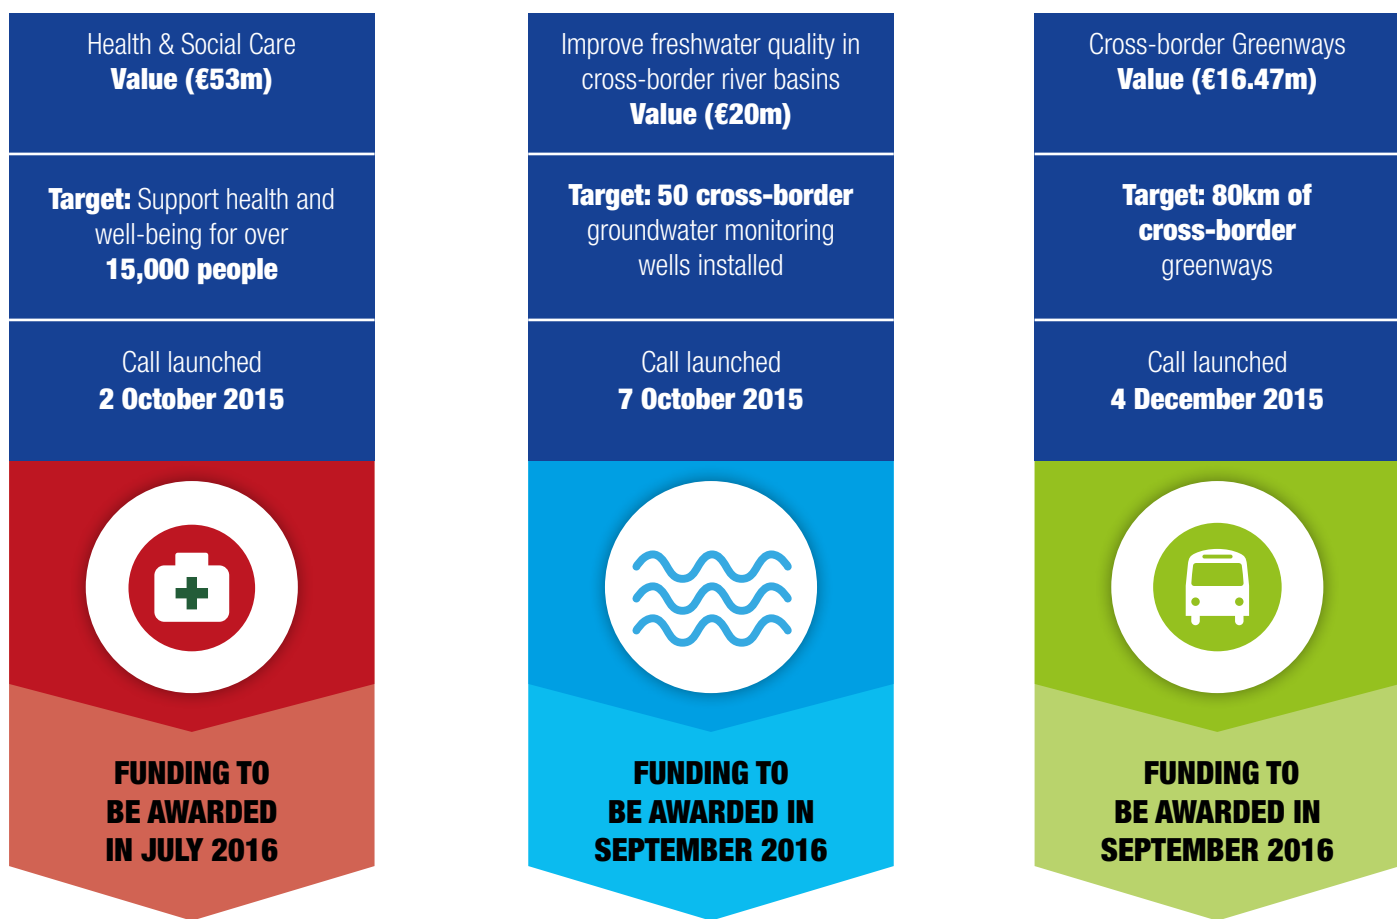 Health & Social Care
Value (€53m)
Target: Support health and
well-being for over
15,000 people
Call launched
2 October 2015
FUNDING TO
BE AWARDED
IN JULY 2016
Improve freshwater quality in
cross-border river basins
Value (€20m)
Target: 50 cross-border
groundwater monitoring
wells installed
Call launched
7 October 2015
FUNDING TO
BE AWARDED IN
SEPTEMBER 2016
Cross-border Greenways
Value (€16.47m)
Target: 80km of
cross-border
greenways
Call launched
4 December 2015
FUNDING TO
BE AWARDED IN
SEPTEMBER 2016